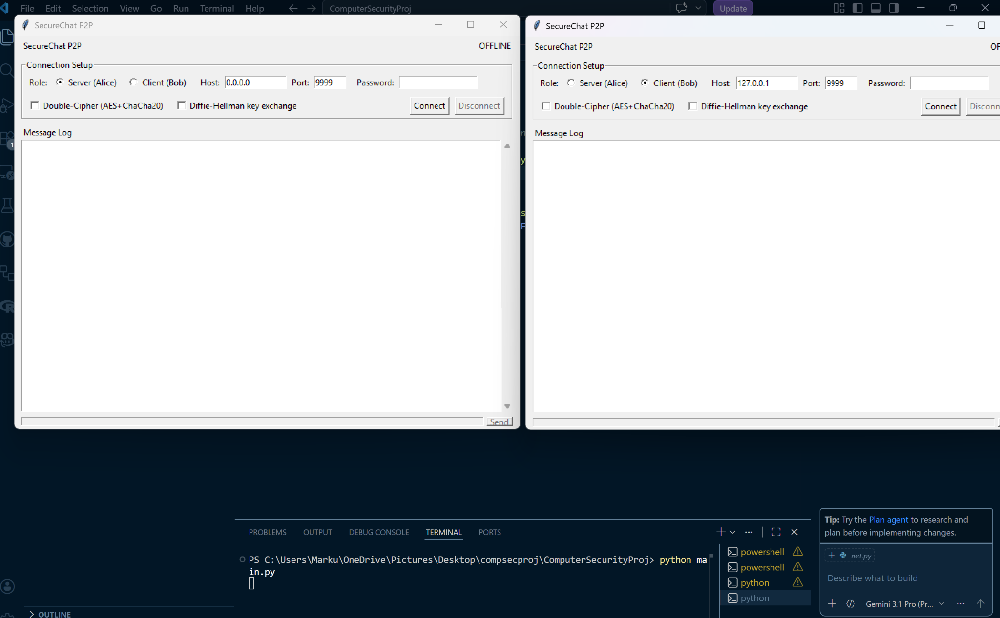 File Edit Selection View Go Run Terminal Help ComputerSecurityProj Update
SecureChat P2P
SecureChat P2P OFFLINE
Connection Setup
Role: Server (Alice) Client (Bob) Host: 0.0.0.0 Port: 9999 Password:
Double-Cipher (AES+ChaCha20) Diffie-Hellman key exchange Connect Disconnect
Message Log
Send
SecureChat P2P
SecureChat P2P OF
Connection Setup
Role: Server (Alice) Client (Bob) Host: 127.0.0.1 Port: 9999 Password:
Double-Cipher (AES+ChaCha20) Diffie-Hellman key exchange Connect Disconn
Message Log
1
n
y
s
F
PROBLEMS OUTPUT DEBUG CONSOLE TERMINAL PORTS
PS C:\Users\Marku\OneDrive\Pictures\Desktop\compsecproj\ComputerSecurityProj> python ma
in.py
powershell
powershell
python
python
Tip: Try the Plan agent to research and
plan before implementing changes.
net.py
Describe what to build
Gemini 3.1 Pro (Pr...
OUTLINE